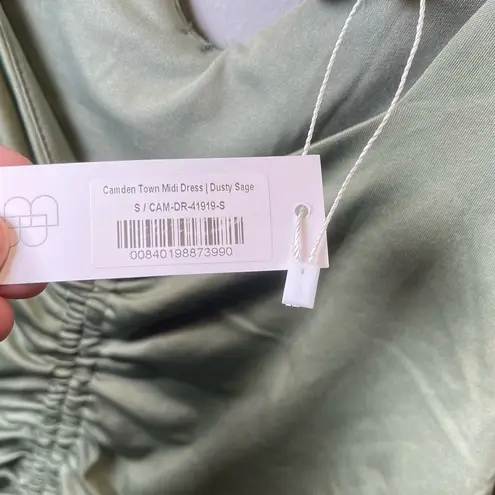 Camden Town Midi Dress | Dusty Sage
S / CAM-DR-41919-S
00840198873990